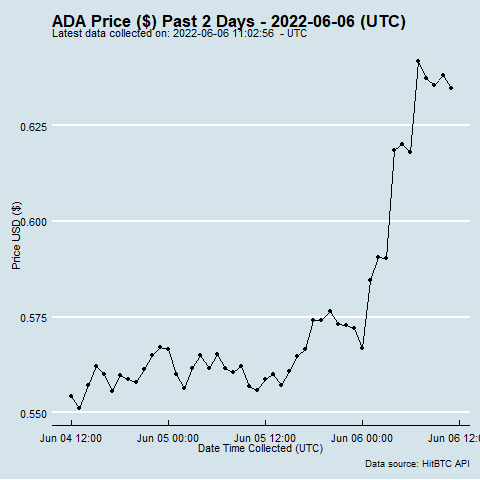 ADA Price ($) Past 2 Days - 2022-06-06 (UTC)
Latest data collected on: 2022-06-06 11:02:56  - UTC
Price USD ($)
0.625
0.600
0.575
0.550
Jun 04 12:00 Jun 05 00:00 Jun 05 12:00 Jun 06 00:00 Jun 06 12:00
Date Time Collected (UTC)
Data source: HitBTC API